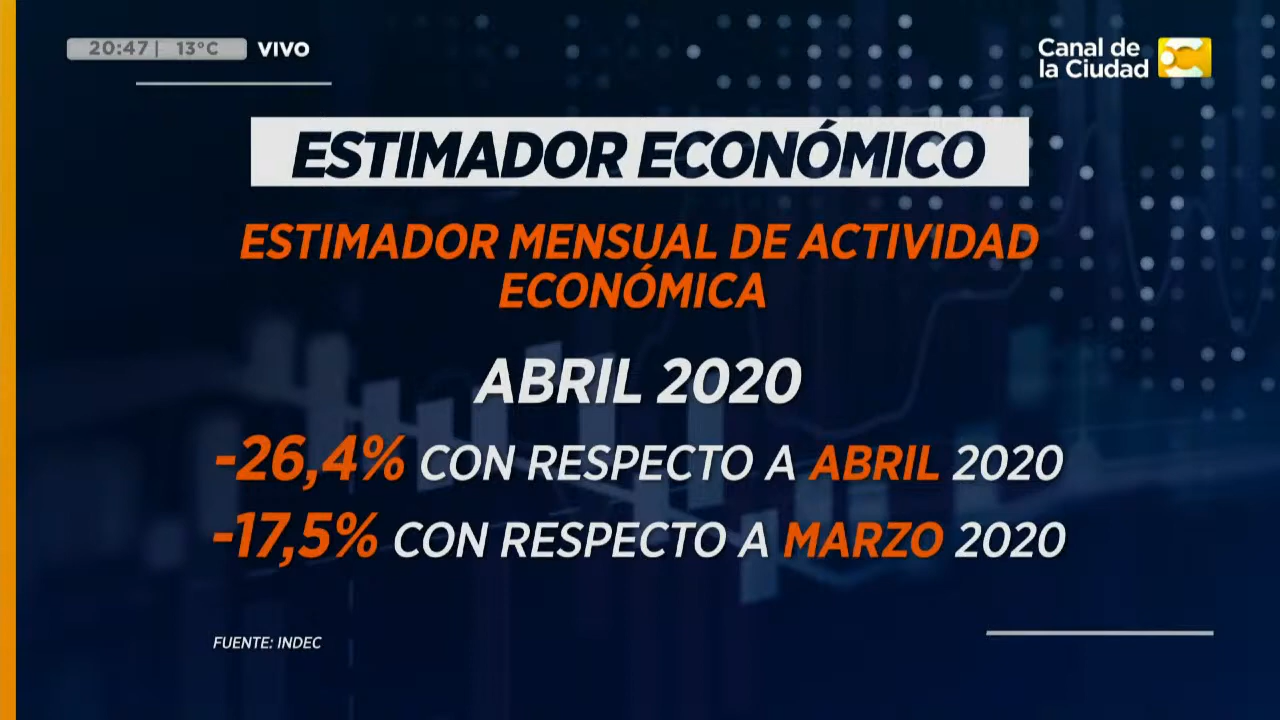 20:47| 13°C VIVO
Canal de
la Ciudad
ESTIMADOR ECONÓMICO
ESTIMADOR MENSUAL DE ACTIVIDAD
ECONÓMICA
ABRIL 2020
-26,4% CON RESPECTO A ABRIL 2020
-17,5% CON RESPECTO A MARZO 2020
FUENTE: INDEC